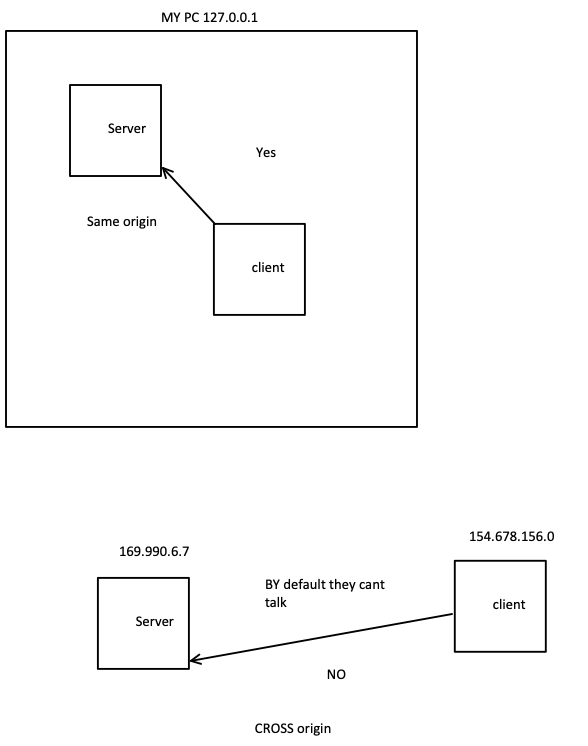 MY PC 127.0.0.1
Server
Yes
Same origin
client
154.678.156.0
169.990.6.7
BY default they cant
talk
client
Server
NO
CROSS origin